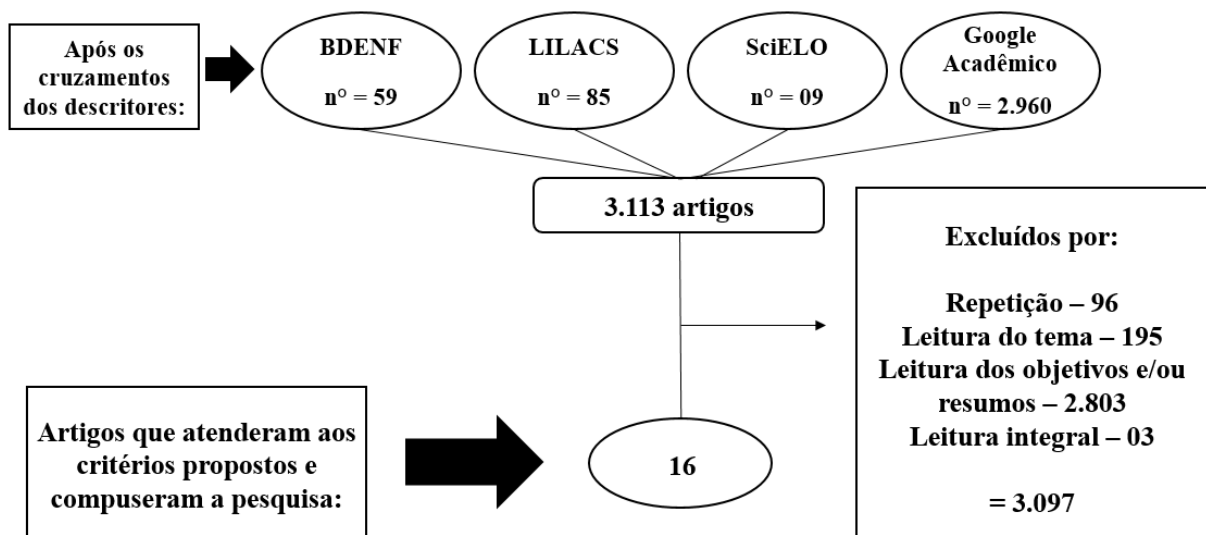 Após os
cruzamentos
dos descritores:
BDENF
n° = 59
LILACS
n° = 85
SciELO
n° = 09
Google
Acadêmico
n° = 2.960
3.113 artigos
Excluídos por:
Repetição – 96
Leitura do tema – 195
Leitura dos objetivos e/ou
resumos – 2.803
Leitura integral – 03
= 3.097
Artigos que atenderam aos
critérios propostos e
compuseram a pesquisa:
16